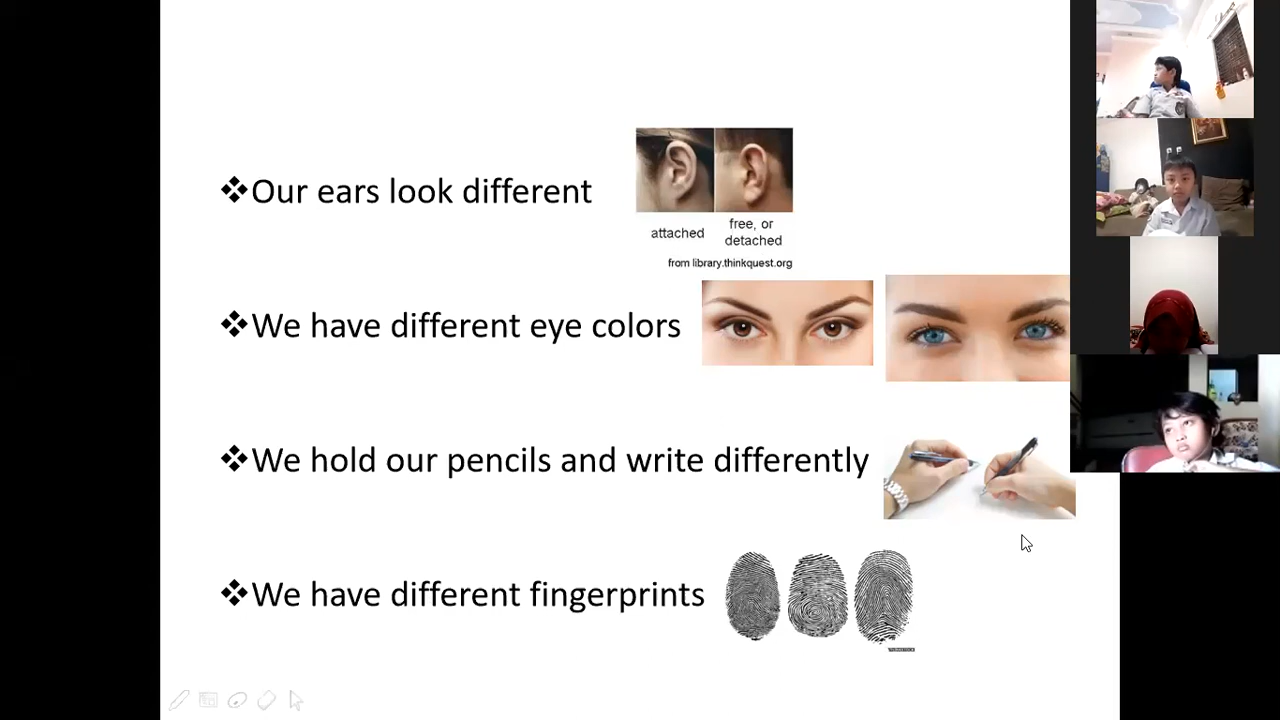 ❖Our ears look different
attached
free, or
detached
from library.thinkquest.org
❖We have different eye colors
❖We hold our pencils and write differently
❖We have different fingerprints